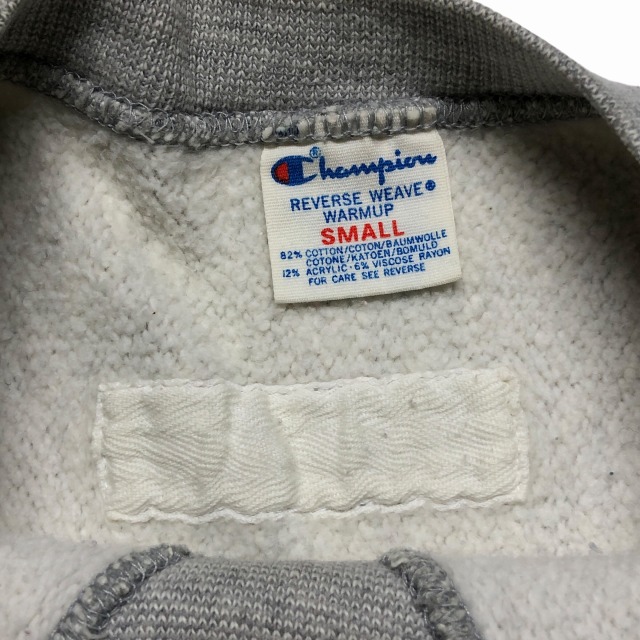 Champion®
REVERSE WEAVE®
WARMUP
SMALL
82% COTTON/COTON/BAUMWOLLE
COTONE/KATOEN/BOMULD
12% ACRYLIC - 6% VISCOSE RAYON
FOR CARE SEE REVERSE